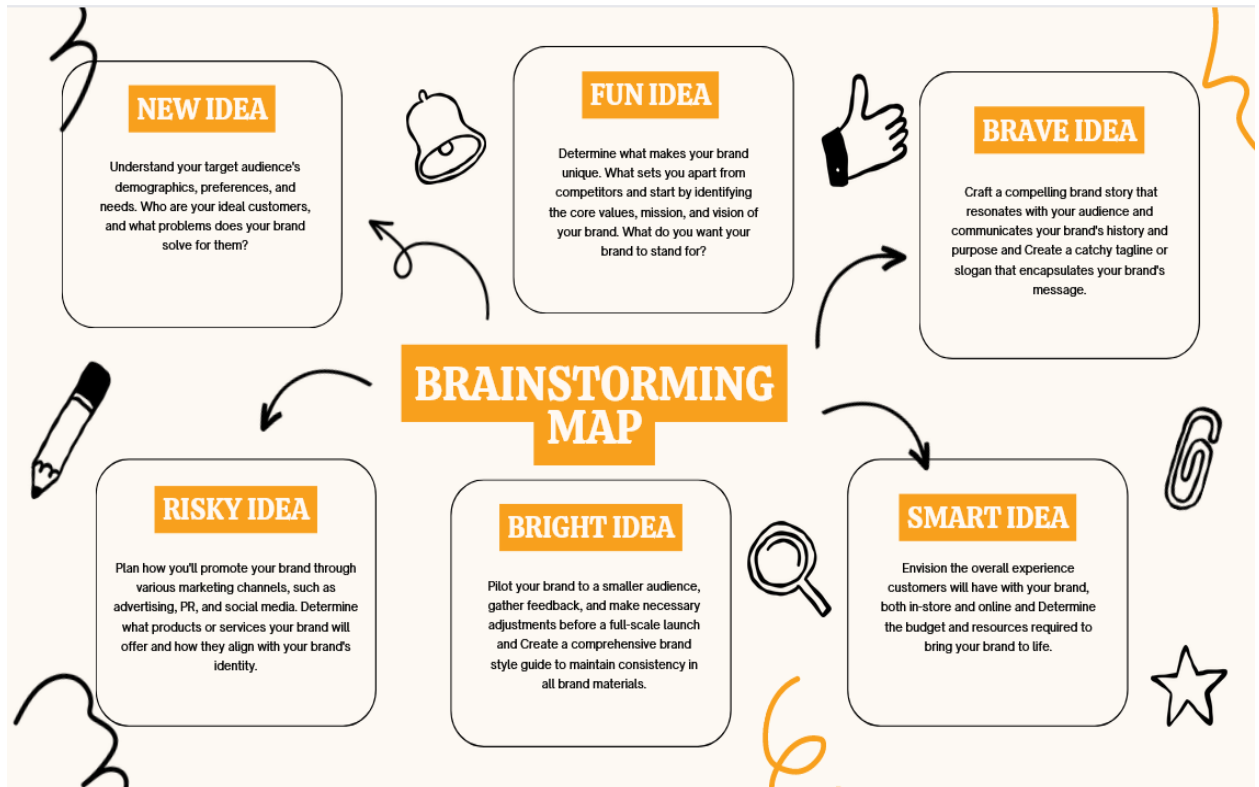 NEW IDEA
Understand your target audience's
demographics, preferences, and
needs. Who are your ideal customers,
and what problems does your brand
solve for them?
FUN IDEA
Determine what makes your brand
unique. What sets you apart from
competitors and start by identifying
the core values, mission, and vision of
your brand. What do you want your
brand to stand for?
BRAVE IDEA
Craft a compelling brand story that
resonates with your audience and
communicates your brand's history and
purpose and Create a catchy tagline or
slogan that encapsulates your brand's
message.
BRAINSTORMING
MAP
RISKY IDEA
Plan how you'll promote your brand through
various marketing channels, such as
advertising, PR, and social media. Determine
what products or services your brand will
offer and how they align with your brand's
identity.
BRIGHT IDEA
Pilot your brand to a smaller audience,
gather feedback, and make necessary
adjustments before a full-scale launch
and Create a comprehensive brand
style guide to maintain consistency in
all brand materials.
SMART IDEA
Envision the overall experience
customers will have with your brand,
both in-store and online and Determine
the budget and resources required to
bring your brand to life.